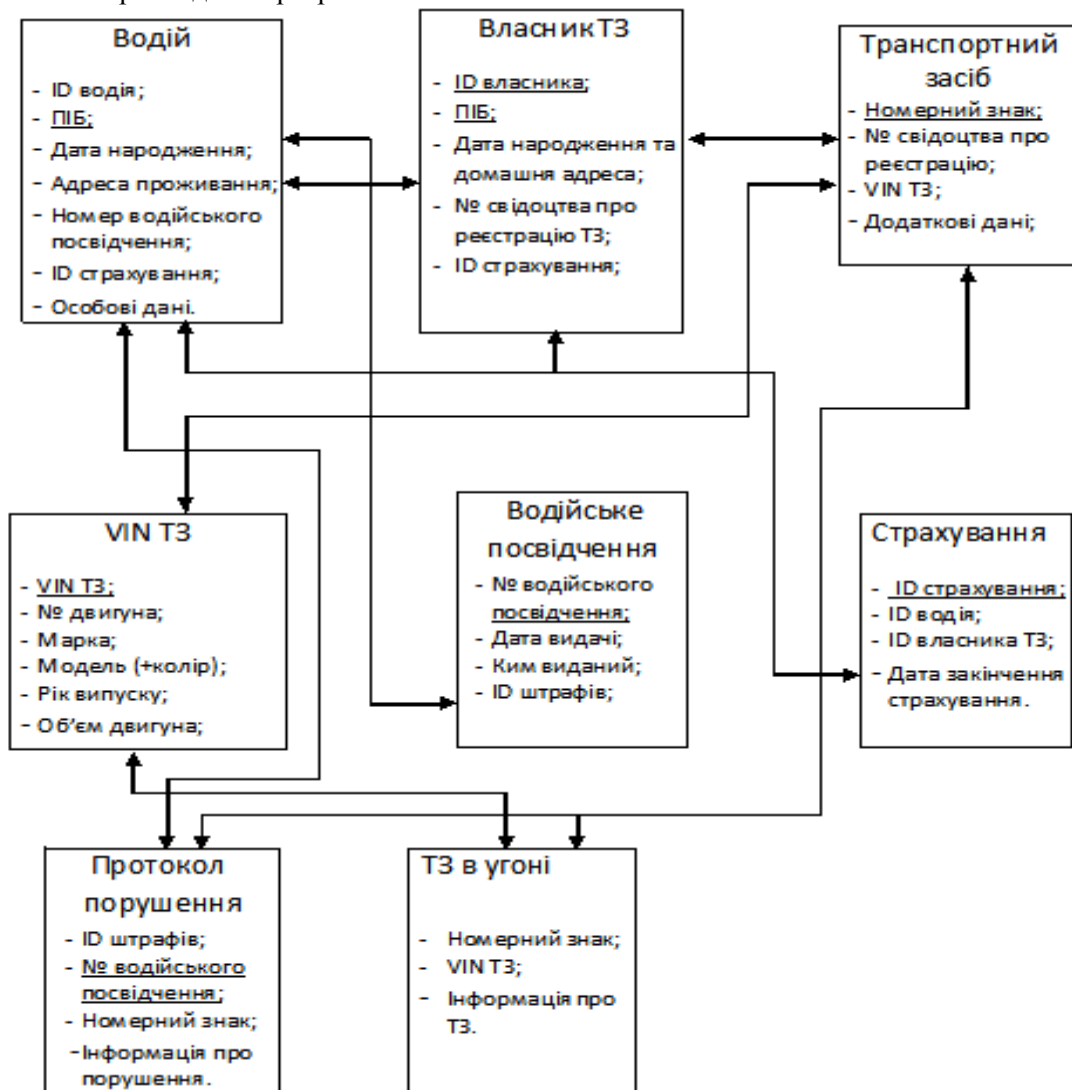 Водій
- ID водія;
- ПІБ;
- Дата народження;
- Адреса проживання;
- Номер водійського
посвідчення;
- ID страхування;
- Особові дані.
Власник ТЗ
- ID власника;
- ПІБ;
- Дата народження та
домашня адреса;
- № свідоцтва про
реєстрацію ТЗ;
- ID страхування;
Транспортний
засіб
- Номерний знак;
- № свідоцтва про
реєстрацію;
- VIN ТЗ;
- Додаткові дані;
VIN ТЗ
- VIN ТЗ;
- № двигуна;
- Марка;
- Модель (+колір);
- Рік випуску;
- Об’єм двигуна;
Водійське
посвідчення
- № водійського
посвідчення;
- Дата видачі;
- Ким виданий;
- ID штрафів;
Страхування
- ID страхування;
- ID водія;
- ID власника ТЗ;
- Дата закінчення
страхування.
Протокол
порушення
- ID штрафів;
- № водійського
посвідчення;
- Номерний знак;
- Інформація про
порушення.
ТЗ в угоні
- Номерний знак;
- VIN ТЗ;
- Інформація про
ТЗ.